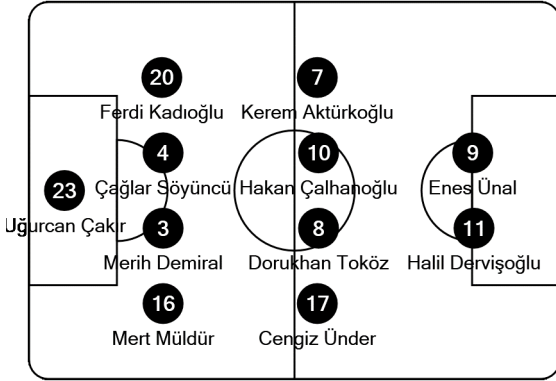 20
Ferdi Kadıoğlu
7
Kerem Aktürkoğlu
4
Çağlar Söyüncü
10
Hakan Çalhanoğlu
9
Enes Ünal
23
Uğurcan Çakır
3
Merih Demiral
8
Dorukhan Toköz
11
Halil Dervişoğlu
16
Mert Müldür
17
Cengiz Ünder